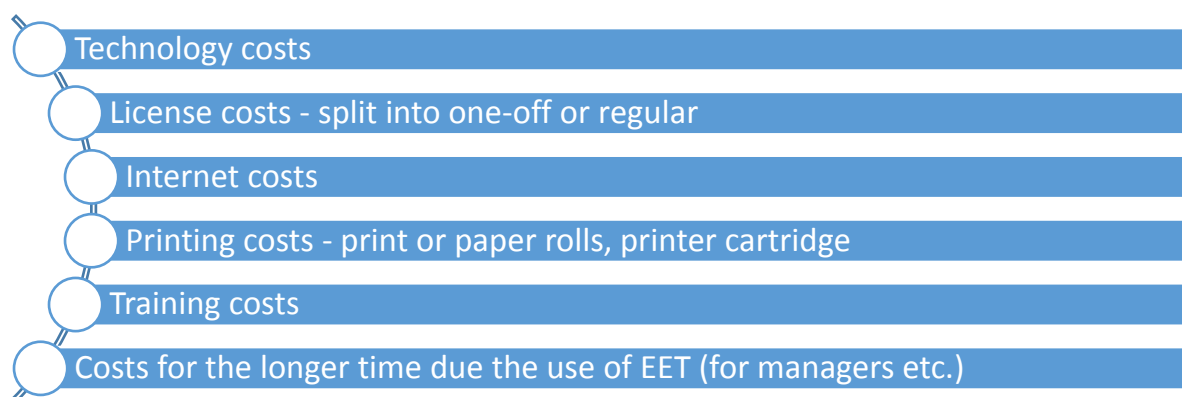 Technology costs
License costs - split into one-off or regular
Internet costs
Printing costs - print or paper rolls, printer cartridge
Training costs
Costs for the longer time due the use of EET (for managers etc.)